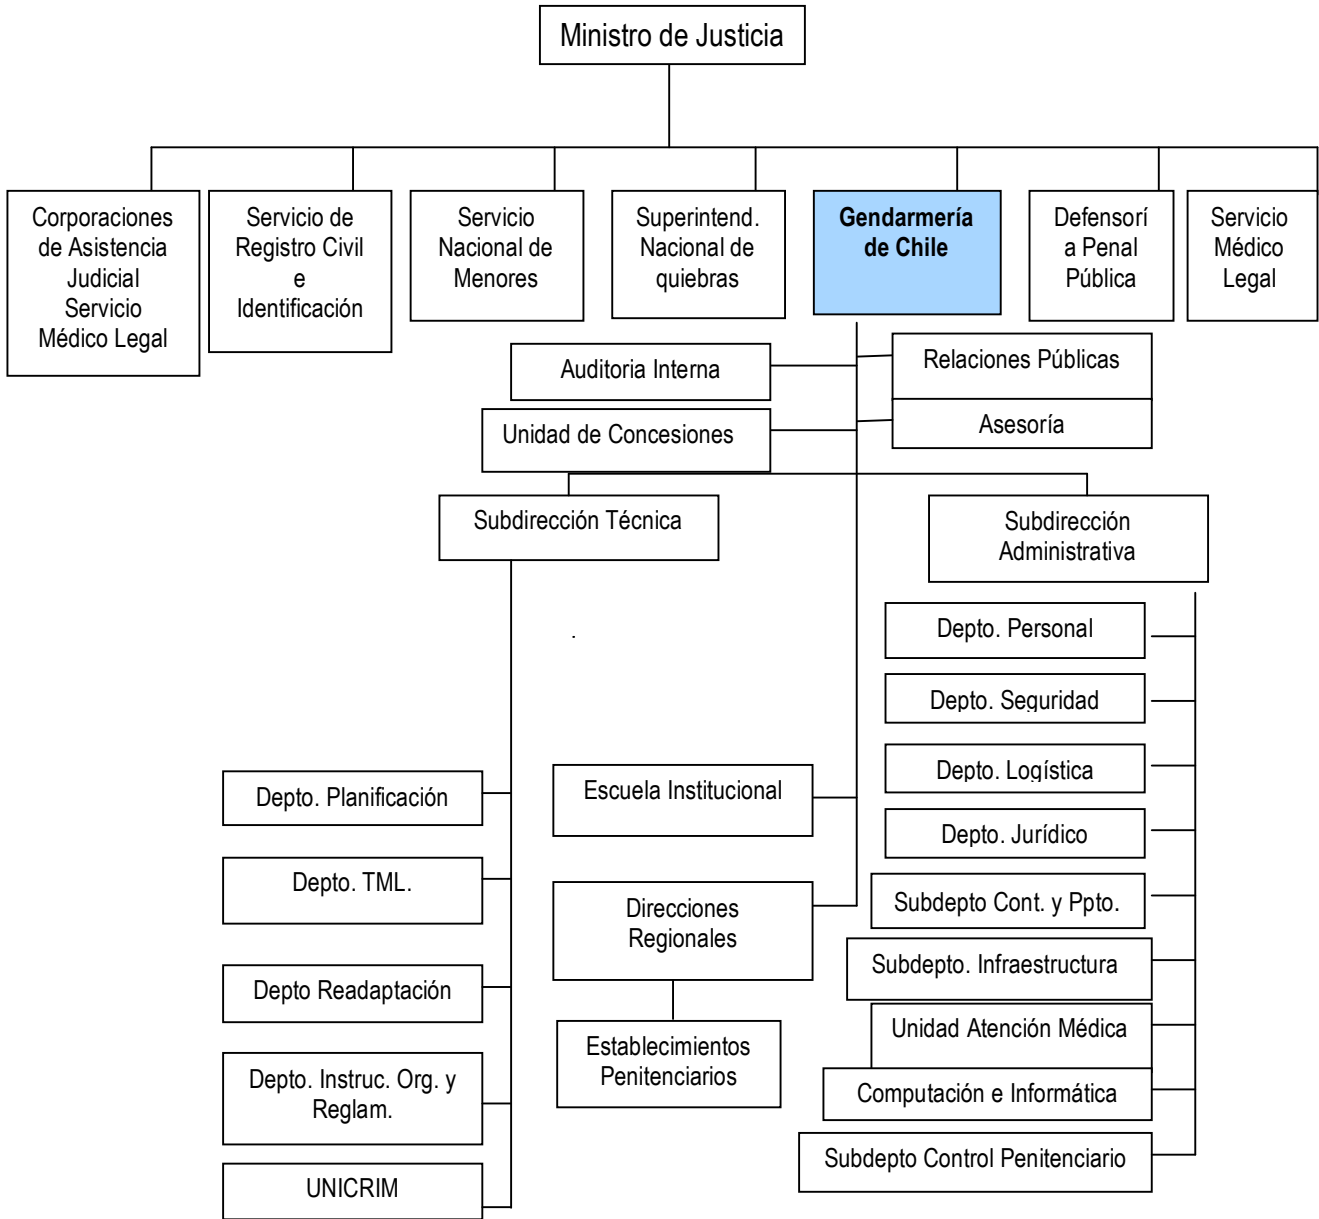 Ministro de Justicia
Corporaciones
de Asistencia
Judicial
Servicio
Médico Legal
Servicio de
Registro Civil
e
Identificación
Servicio
Nacional de
Menores
Superintend.
Nacional de
quiebras
Gendarmería
de Chile
Defensorí
a Penal
Pública
Servicio
Médico
Legal
Auditoria Interna
Relaciones Públicas
Unidad de Concesiones
Asesoría
Subdirección Técnica
Subdirección
Administrativa
.
Depto. Planificación
Depto. TML.
Depto Readaptación
Depto. Instruc. Org. y
Reglam.
UNICRIM
Escuela Institucional
Direcciones
Regionales
Establecimientos
Penitenciarios
Depto. Personal
Depto. Seguridad
Depto. Logística
Depto. Jurídico
Subdepto Cont. y Ppto.
Subdepto. Infraestructura
Unidad Atención Médica
Computación e Informática
Subdepto Control Penitenciario